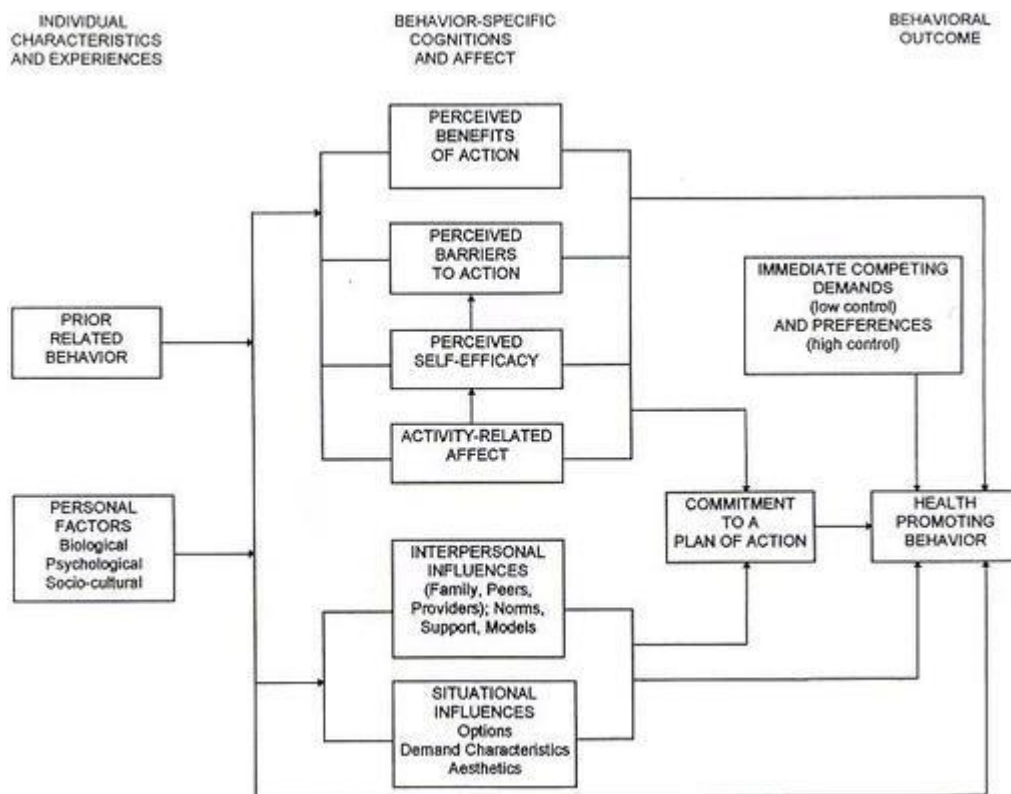 INDIVIDUAL
CHARACTERISTICS
AND EXPERIENCES
BEHAVIOR-SPECIFIC
COGNITIONS
AND AFFECT
BEHAVIORAL
OUTCOME
PERCEIVED
BENEFITS
OF ACTION
PERCEIVED
BARRIERS
TO ACTION
IMMEDIATE COMPETING
DEMANDS
(low control)
AND PREFERENCES
(high control)
PRIOR
RELATED
BEHAVIOR
PERCEIVED
SELF-EFFICACY
ACTIVITY-RELATED
AFFECT
PERSONAL
FACTORS
Biological
Psychological
Socio-cultural
COMMITMENT
TO A
PLAN OF ACTION
HEALTH
PROMOTING
BEHAVIOR
INTERPERSONAL
INFLUENCES
(Family, Peers,
Providers); Norms,
Support, Models
SITUATIONAL
INFLUENCES
Options
Demand Characteristics
Aesthetics